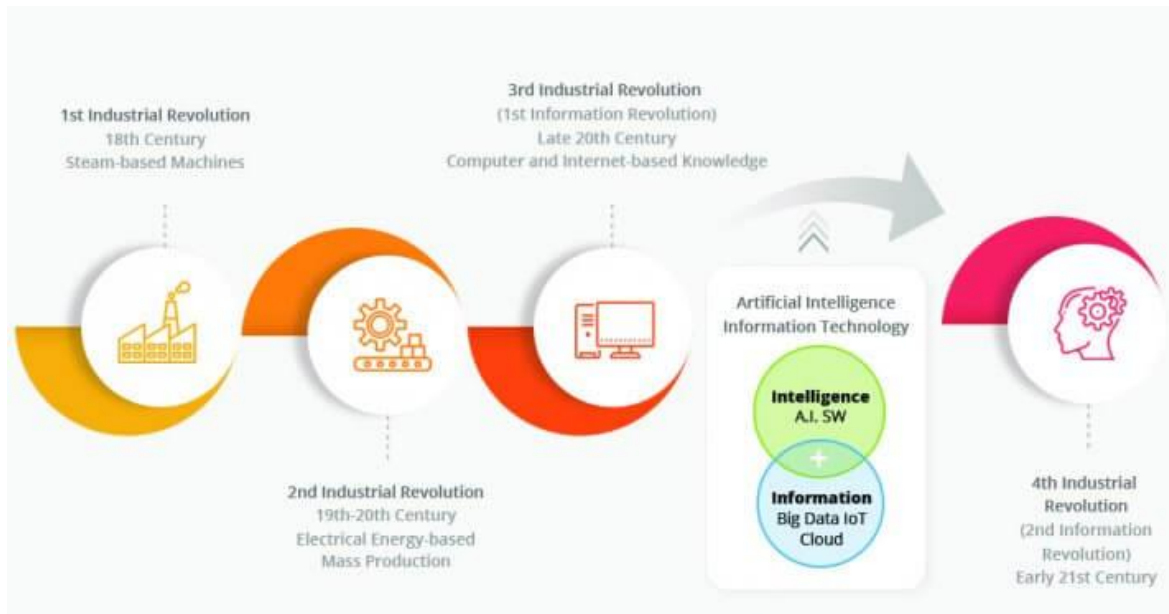 1st Industrial Revolution
18th Century
Steam-based Machines
2nd Industrial Revolution
19th-20th Century
Electrical Energy-based
Mass Production
3rd Industrial Revolution
(1st Information Revolution)
Late 20th Century
Computer and Internet-based Knowledge
Artificial Intelligence
Information Technology
Intelligence
A.I. SW
+
Information
Big Data IoT
Cloud
4th Industrial
Revolution
(2nd Information
Revolution)
Early 21st Century